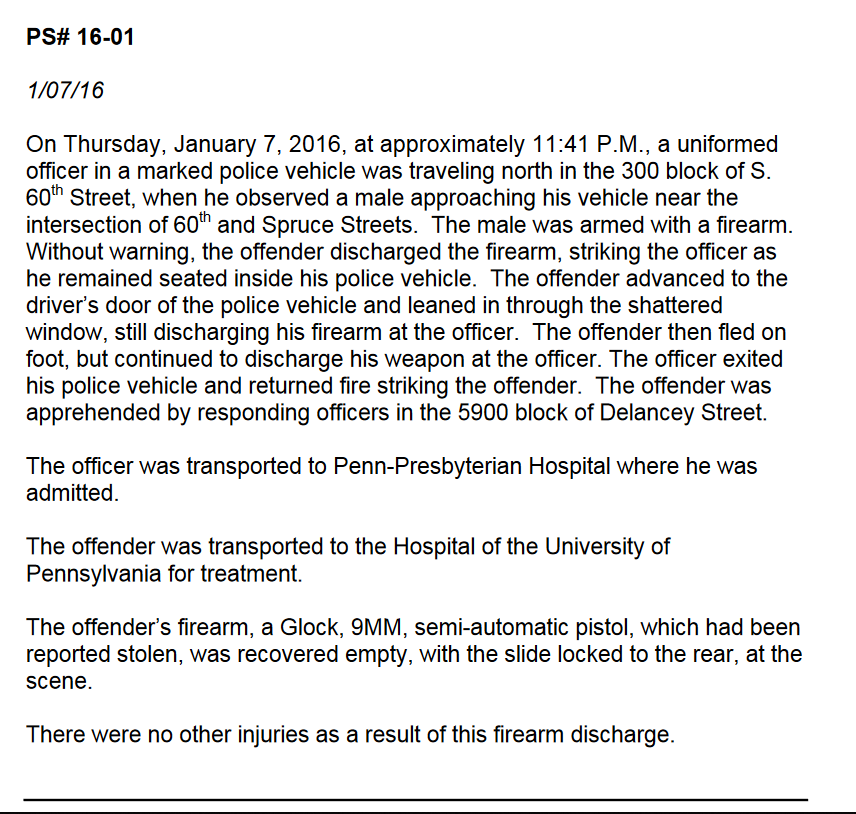 PS# 16-01
1/07/16
On Thursday, January 7, 2016, at approximately 11:41 P.M., a uniformed
officer in a marked police vehicle was traveling north in the 300 block of S.
60th Street, when he observed a male approaching his vehicle near the
intersection of 60th and Spruce Streets.  The male was armed with a firearm.
Without warning, the offender discharged the firearm, striking the officer as
he remained seated inside his police vehicle.  The offender advanced to the
driver’s door of the police vehicle and leaned in through the shattered
window, still discharging his firearm at the officer.  The offender then fled on
foot, but continued to discharge his weapon at the officer. The officer exited
his police vehicle and returned fire striking the offender.  The offender was
apprehended by responding officers in the 5900 block of Delancey Street.
The officer was transported to Penn-Presbyterian Hospital where he was
admitted.
The offender was transported to the Hospital of the University of
Pennsylvania for treatment.
The offender’s firearm, a Glock, 9MM, semi-automatic pistol, which had been
reported stolen, was recovered empty, with the slide locked to the rear, at the
scene.
There were no other injuries as a result of this firearm discharge.